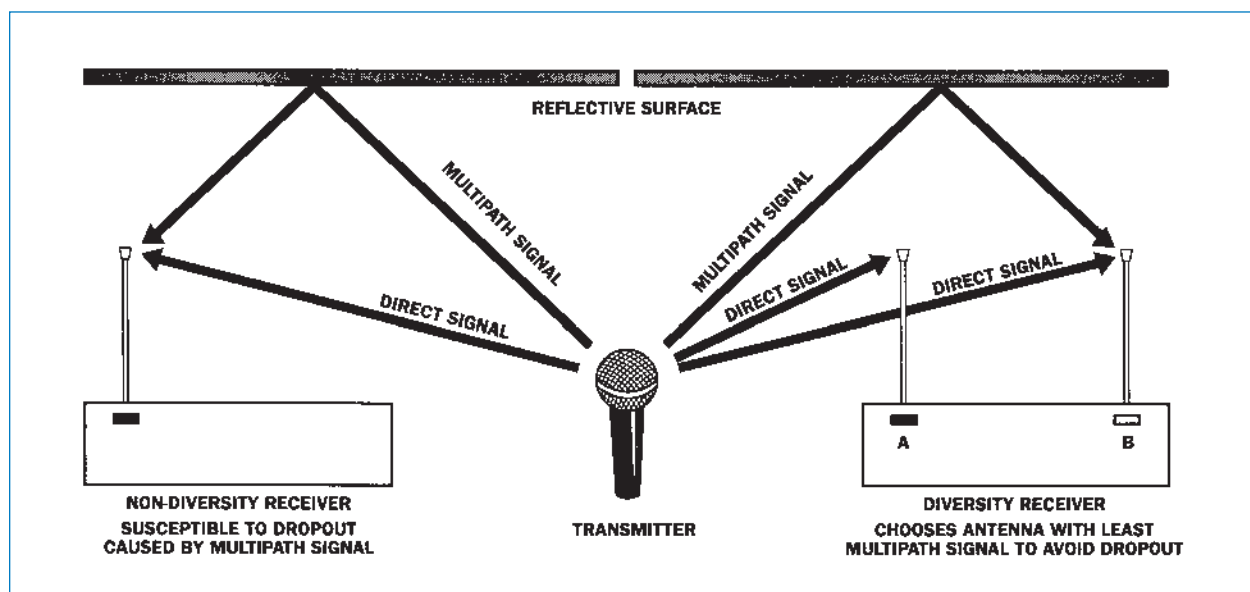 REFLECTIVE SURFACE
MULTIPATH SIGNAL
DIRECT SIGNAL
MULTIPATH SIGNAL
DIRECT SIGNAL
DIRECT SIGNAL
A
B
NON-DIVERSITY RECEIVER
SUSCEPTIBLE TO DROPOUT
CAUSED BY MULTIPATH SIGNAL
TRANSMITTER
DIVERSITY RECEIVER
CHOOSES ANTENNA WITH LEAST
MULTIPATH SIGNAL TO AVOID DROPOUT